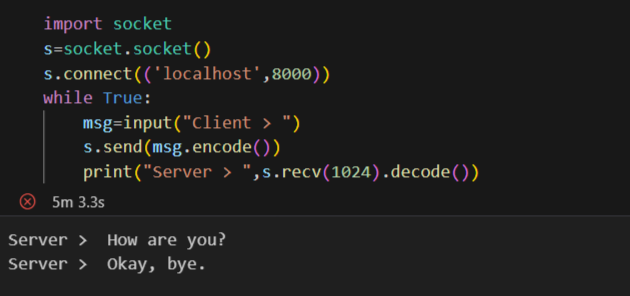 import socket
s=socket.socket()
s.connect(('localhost',8000))
while True:
    msg=input("Client > ")
    s.send(msg.encode())
    print("Server > ",s.recv(1024).decode())
5m 3.3s
Server >  How are you?
Server >  Okay, bye.